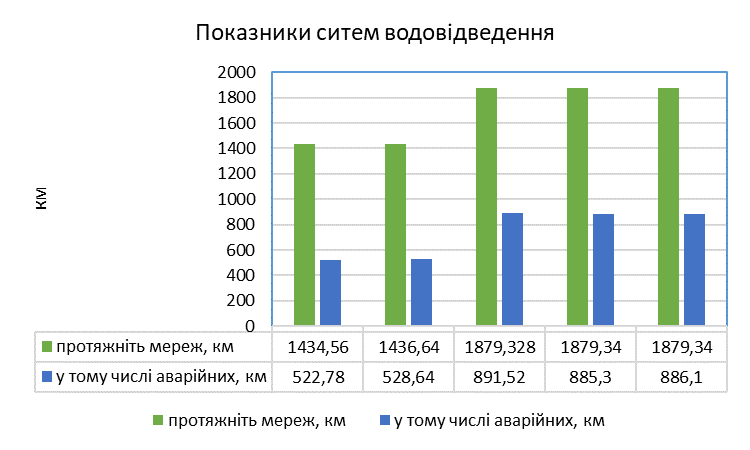 Показники ситем водовідведення
2000
1800
1600
1400
1200
1000
800
600
400
200
0
км
протяжніть мереж, км 1434,56 1436,64 1879,328 1879,34 1879,34
у тому числі аварійних, км 522,78 528,64 891,52 885,3 886,1
протяжніть мереж, км у тому числі аварійних, км